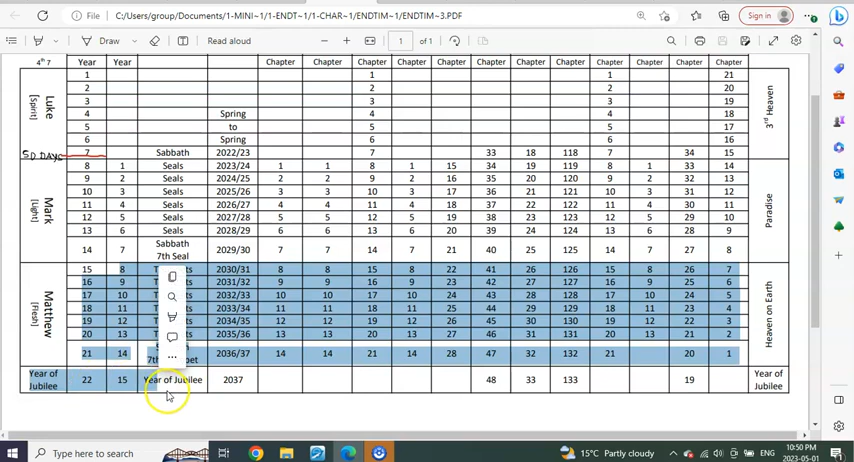 File C:/Users/group/Documents/1-MINI~1/1-ENDT~1/1-CHAR~1/ENDTIM~1/ENDTIM~3.PDF Sign in
Draw Read aloud 1 of 1
4th 7 Year Year Chapter Chapter Chapter Chapter Chapter Chapter Chapter Chapter Chapter Chapter Chapter Chapter
Luke [Spirit]
3rd Heaven
1 1 1 21
2 2 2 20
3 3 3 19
4 Spring 4 4 18
5 to 5 5 17
6 Spring 6 6 16
50 DAYS 7 Sabbath 2022/23 7 33 18 118 7 34 15
Mark [Light]
Paradise
8 1 Seals 2023/24 1 1 8 1 15 34 19 119 8 1 33 14
9 2 Seals 2024/25 2 2 9 2 16 35 20 120 9 2 32 13
10 3 Seals 2025/26 3 3 10 3 17 36 21 121 10 3 31 12
11 4 Seals 2026/27 4 4 11 4 18 37 22 122 11 4 30 11
12 5 Seals 2027/28 5 5 12 5 19 38 23 123 12 5 29 10
13 6 Seals 2028/29 6 6 13 6 20 39 24 124 13 6 28 9
14 7 Sabbath 7th Seal 2029/30 7 7 14 7 21 40 25 125 14 7 27 8
Matthew [Flesh]
Heaven on Earth
15 8 2030/31 8 8 15 8 22 41 26 126 15 8 26 7
16 9 2031/32 9 9 16 9 23 42 27 127 16 9 25 6
17 10 2032/33 10 10 17 10 24 43 28 128 17 10 24 5
18 11 2033/34 11 11 18 11 25 44 29 129 18 11 23 4
19 12 2034/35 12 12 19 12 26 45 30 130 19 12 22 3
20 13 2035/36 13 13 20 13 27 46 31 131 20 13 21 2
21 14 7th 2036/37 14 14 21 14 28 47 32 132 21 20 1
Year of Jubilee 22 15 Year of Jubilee 2037 48 33 133 19 Year of Jubilee
Type here to search 15°C Partly cloudy ENG 10:50 PM 2023-05-01